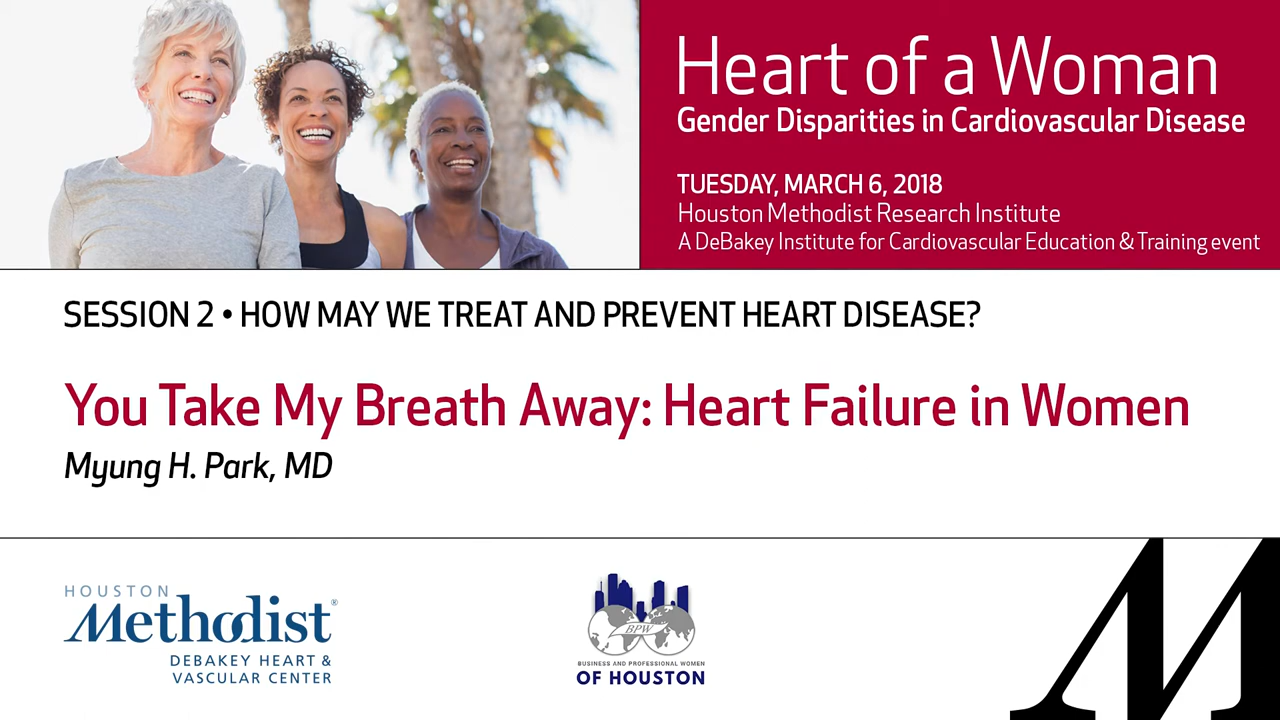 Heart of a Woman
Gender Disparities in Cardiovascular Disease
TUESDAY, MARCH 6, 2018
Houston Methodist Research Institute
A DeBakey Institute for Cardiovascular Education & Training event
SESSION 2 • HOW MAY WE TREAT AND PREVENT HEART DISEASE?
You Take My Breath Away: Heart Failure in Women
Myung H. Park, MD
HOUSTON
Methodist®
DEBAKEY HEART &
VASCULAR CENTER
BPW
BUSINESS AND PROFESSIONAL WOMEN
OF HOUSTON
M